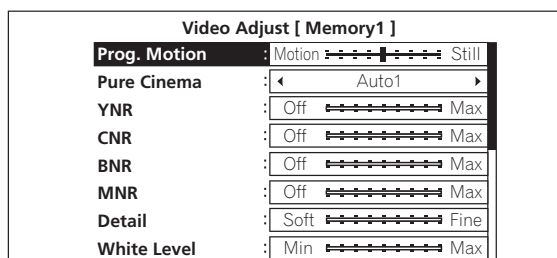 Video Adjust [ Memory1 ]
Prog. Motion : Motion Still
Pure Cinema : Auto1
YNR : Off Max
CNR : Off Max
BNR : Off Max
MNR : Off Max
Detail : Soft Fine
White Level : Min Max